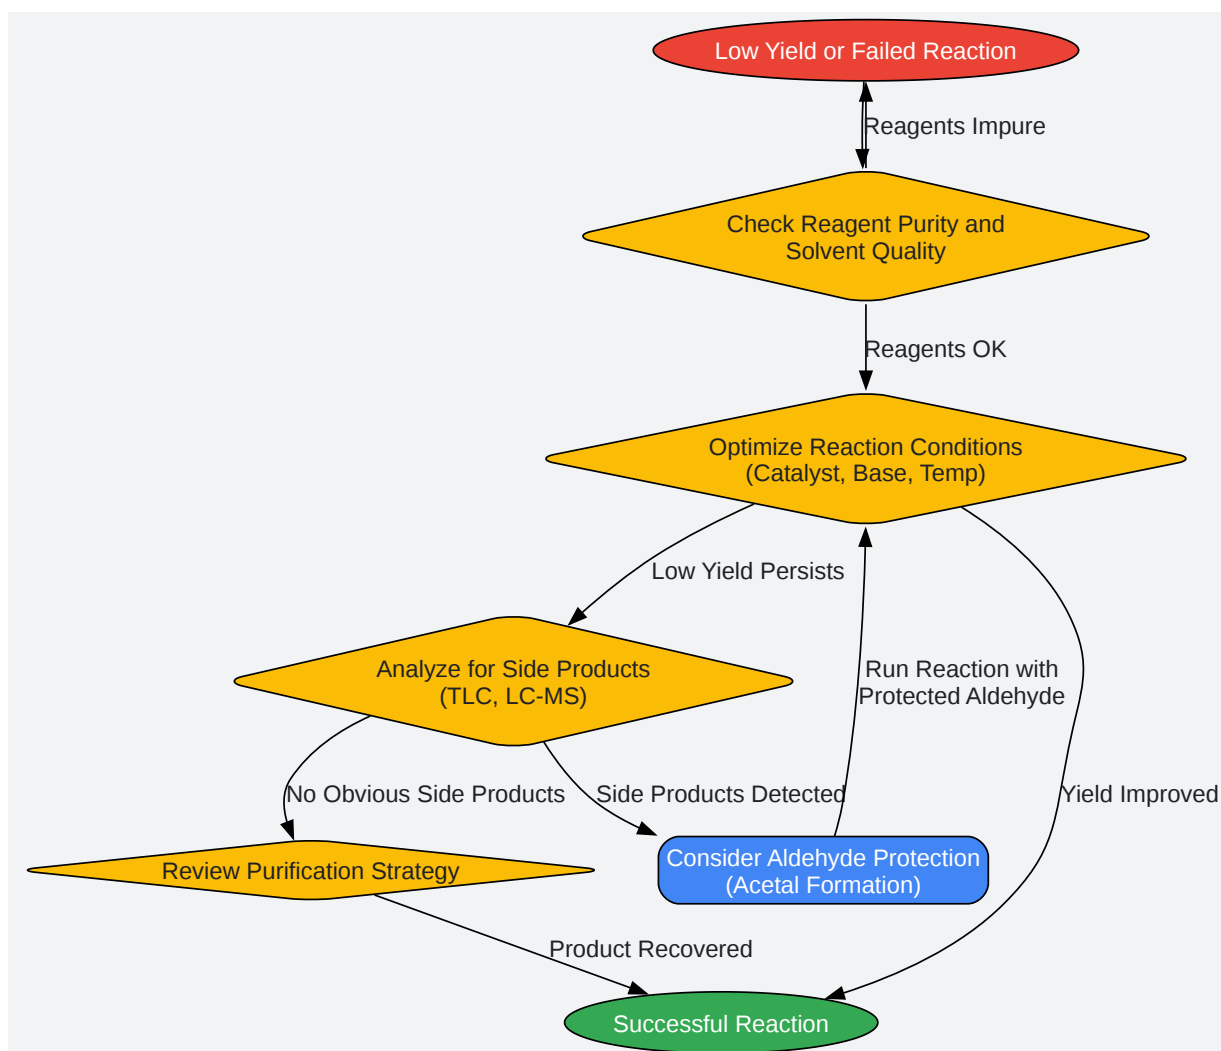 Low Yield or Failed Reaction
Reagents Impure
Check Reagent Purity and
Solvent Quality
Reagents OK
Optimize Reaction Conditions
(Catalyst, Base, Temp)
Low Yield Persists
Analyze for Side Products
(TLC, LC-MS)
Run Reaction with
Protected Aldehyde
No Obvious Side Products
Side Products Detected
Yield Improved
Review Purification Strategy
Consider Aldehyde Protection
(Acetal Formation)
Product Recovered
Successful Reaction